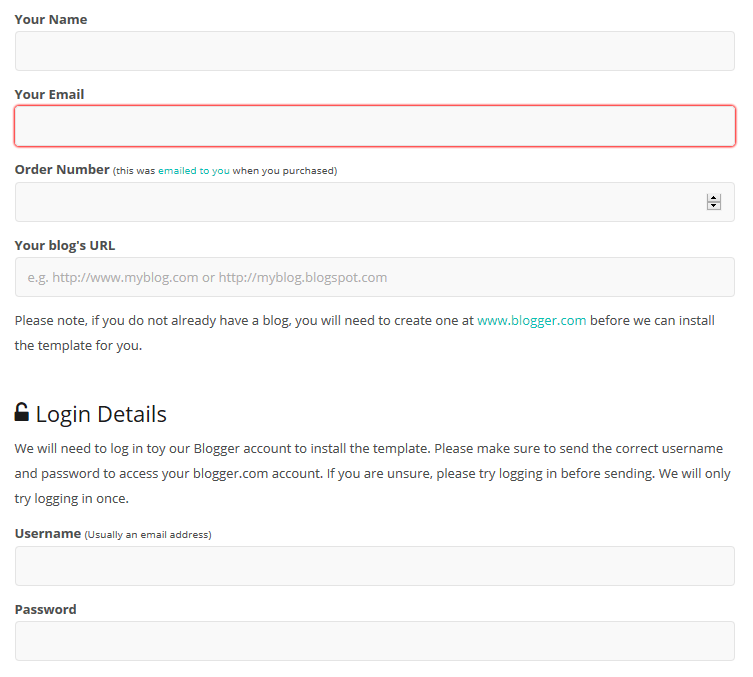 Your Name
Your Email
Order Number (this was emailed to you when you purchased)
Your blog's URL
e.g. http://www.myblog.com or http://myblog.blogspot.com
Please note, if you do not already have a blog, you will need to create one at www.blogger.com before we can install
the template for you.
Login Details
We will need to log in toy our Blogger account to install the template. Please make sure to send the correct username
and password to access your blogger.com account. If you are unsure, please try logging in before sending. We will only
try logging in once.
Username (Usually an email address)
Password